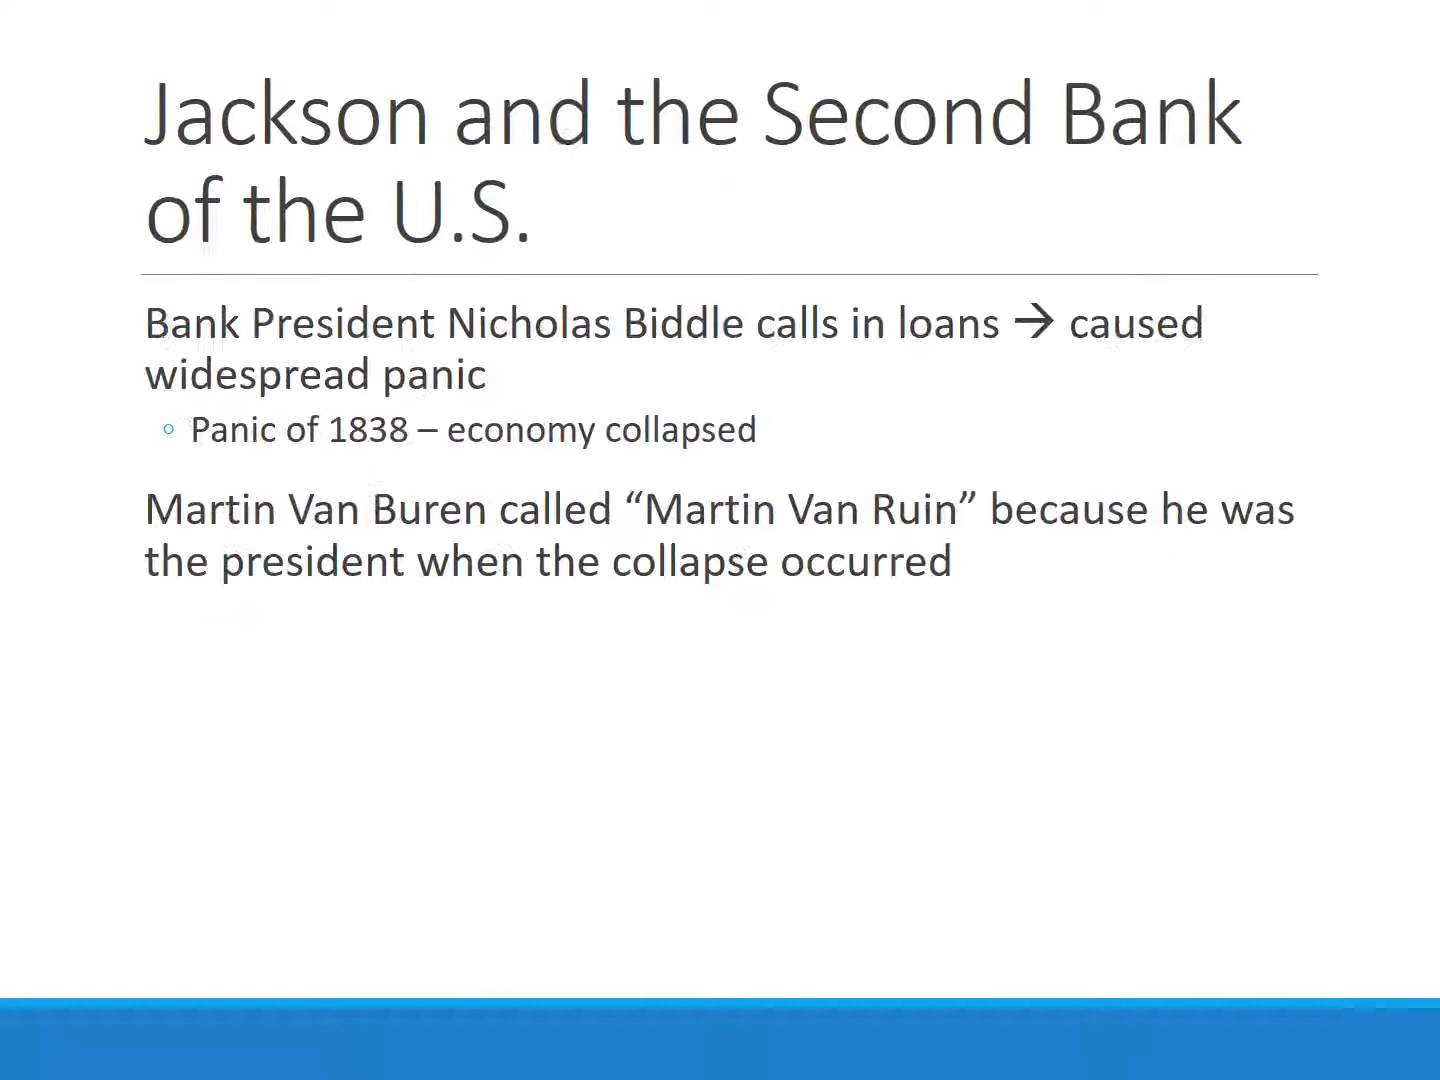 Jackson and the Second Bank
of the U.S.
Bank President Nicholas Biddle calls in loans → caused
widespread panic
◦ Panic of 1838 – economy collapsed
Martin Van Buren called “Martin Van Ruin” because he was
the president when the collapse occurred